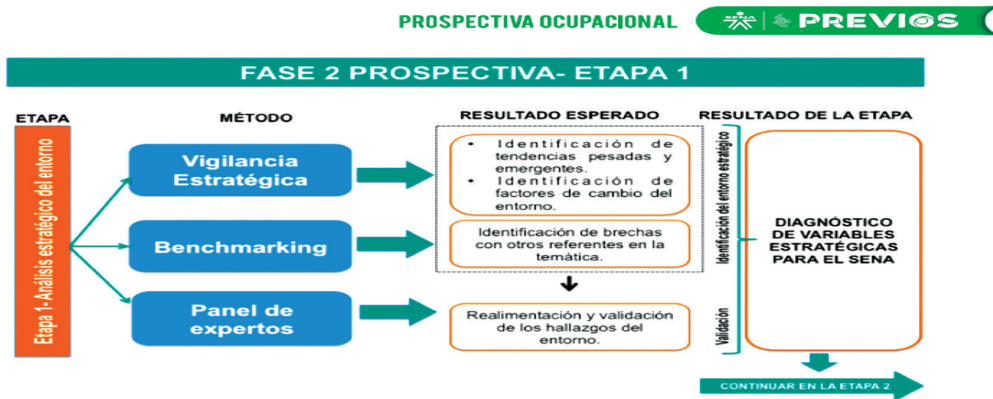 PROSPECTIVA OCUPACIONAL
SENA
PREVIOS
FASE 2 PROSPECTIVA- ETAPA 1
ETAPA
MÉTODO
RESULTADO ESPERADO
RESULTADO DE LA ETAPA
Etapa 1- Análisis estratégico del entorno
Vigilancia
Estratégica
• Identificación de
tendencias pesadas y
emergentes.
• Identificación de
factores de cambio del
entorno.
Benchmarking
Identificación de brechas
con otros referentes en la
temática.
Panel de
expertos
Realimentación y validación
de los hallazgos del
entorno.
Identificación del entorno estratégico
Validación
DIAGNÓSTICO
DE VARIABLES
ESTRATÉGICAS
PARA EL SENA
CONTINUAR EN LA ETAPA 2